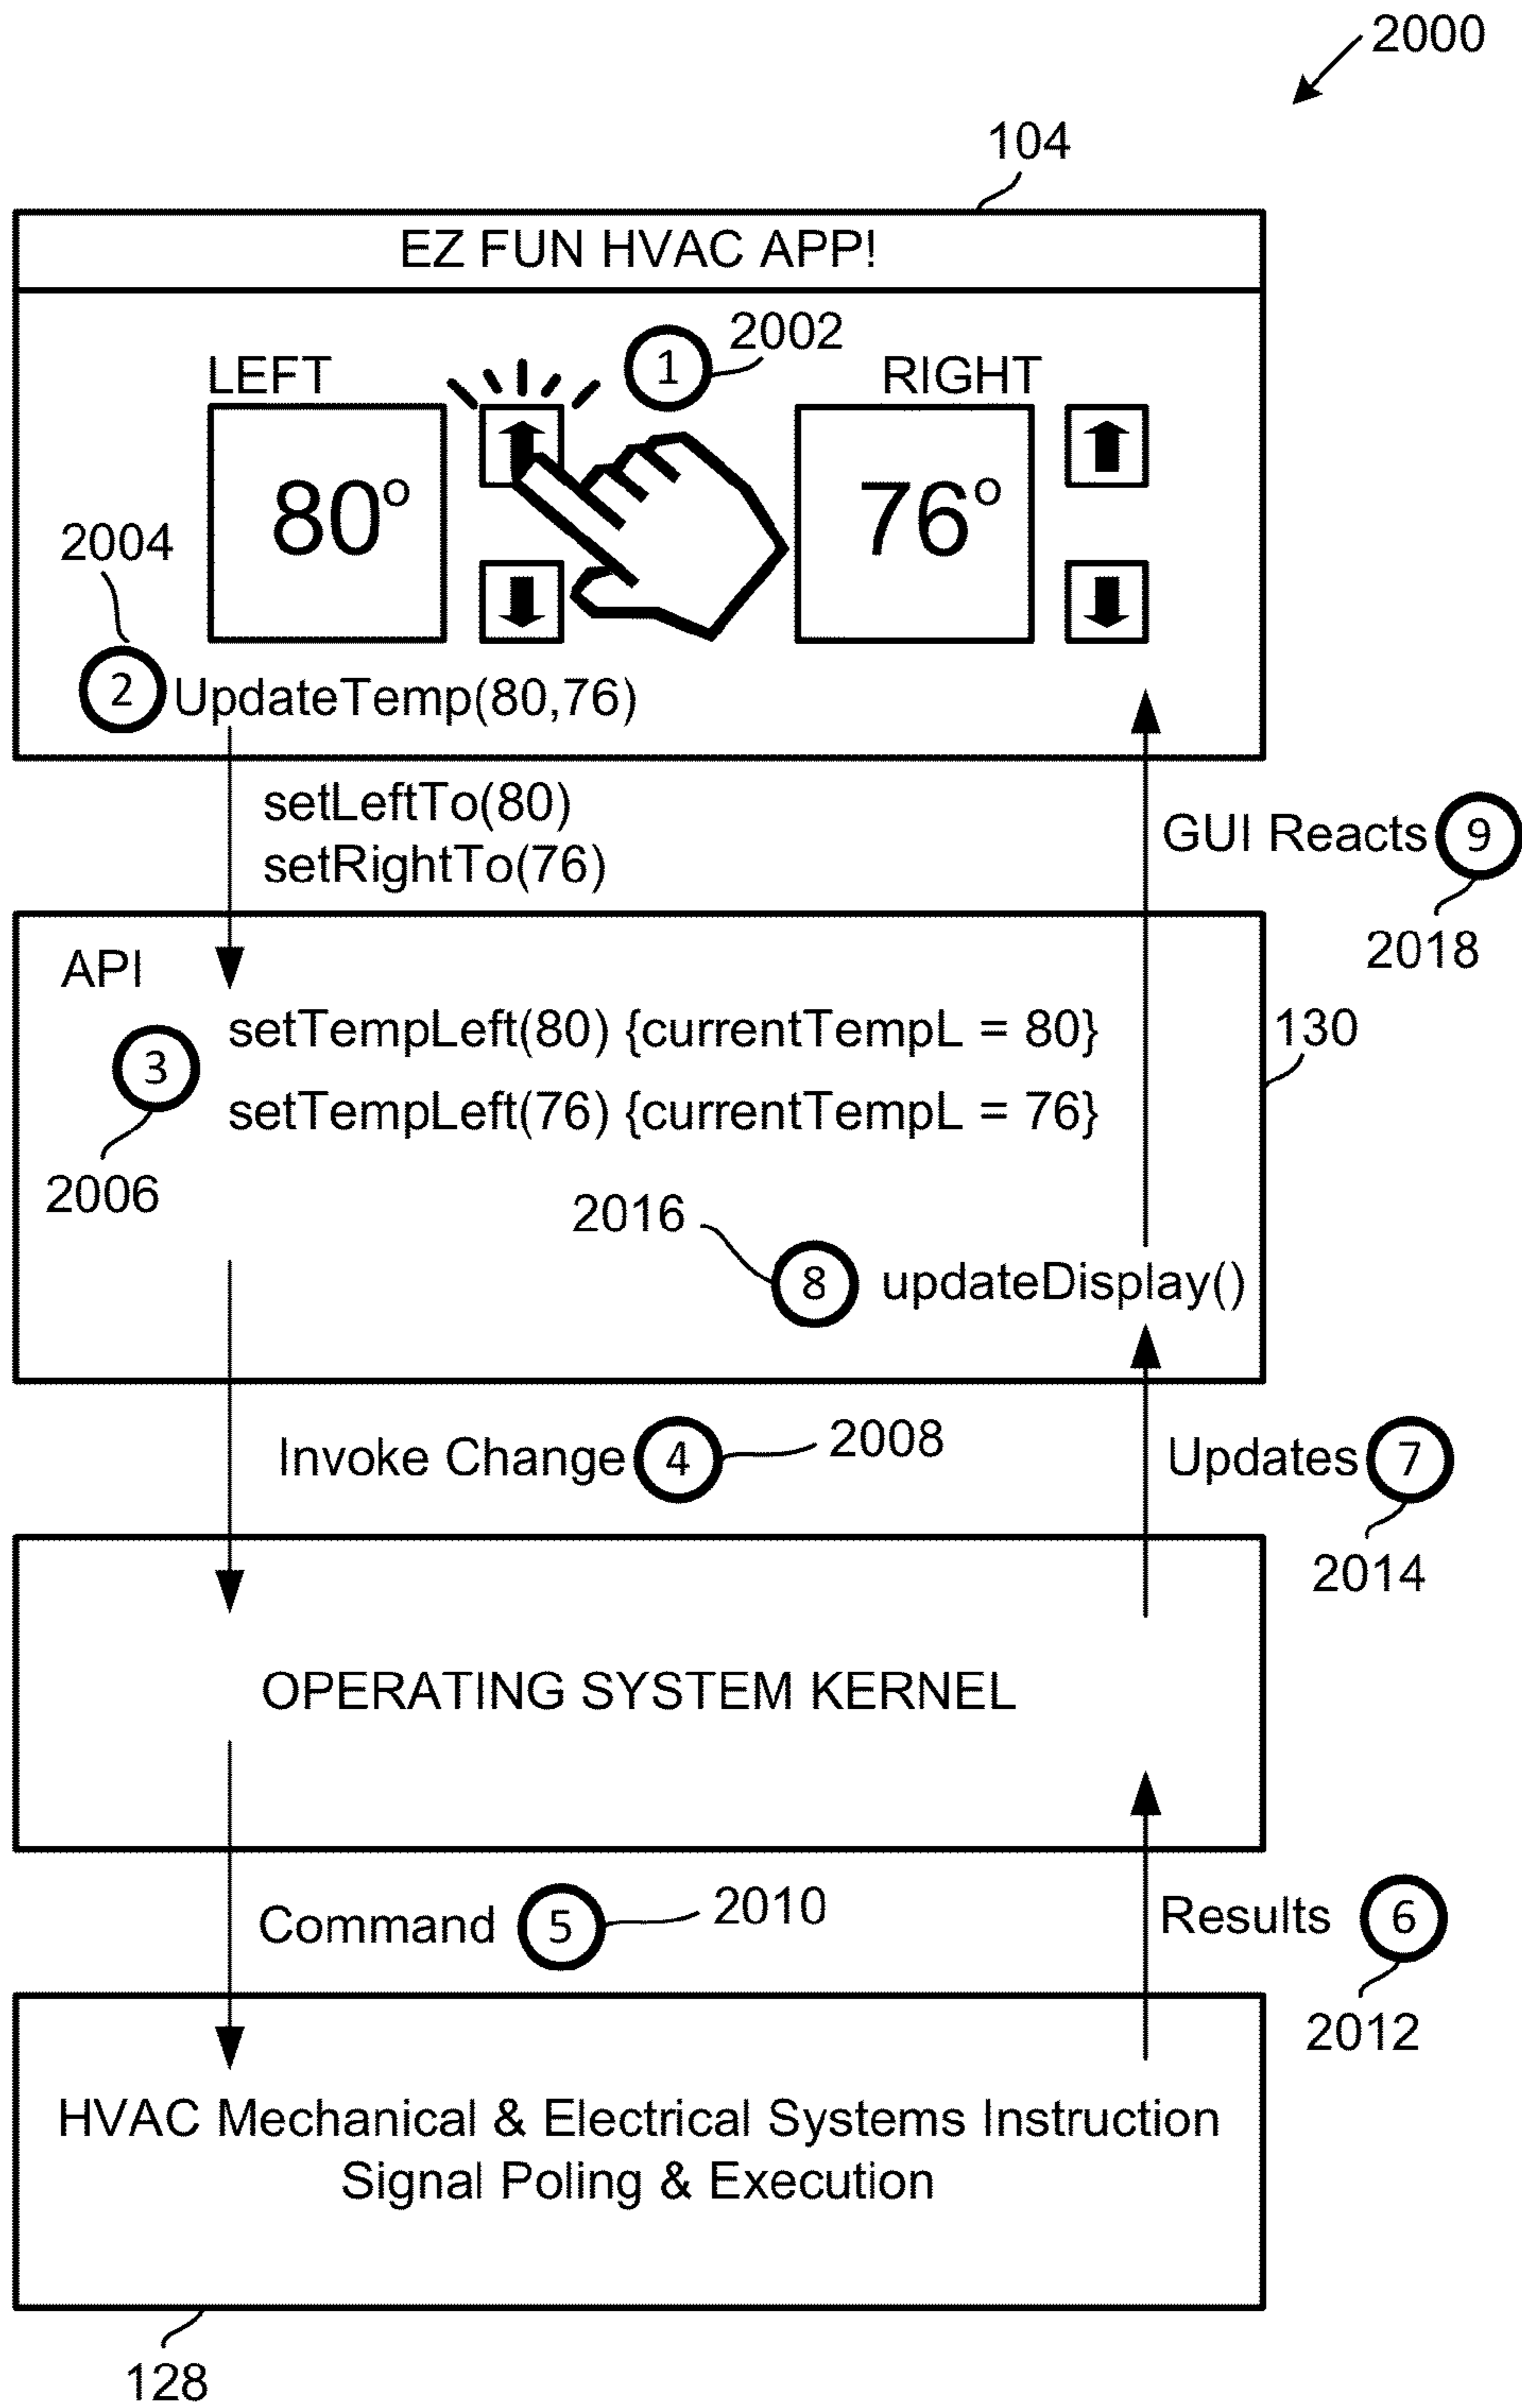 2000
104
EZ FUN HVAC APP!
1 2002
LEFT
RIGHT
80°
76°
2004
2 UpdateTemp(80,76)
setLeftTo(80)
setRightTo(76)
GUI Reacts 9
2018
API
130
3
setTempLeft(80) {currentTempL = 80}
setTempLeft(76) {currentTempL = 76}
2006
2016
8 updateDisplay()
Invoke Change 4 2008
Updates 7
2014
OPERATING SYSTEM KERNEL
Command 5 2010
Results 6
2012
HVAC Mechanical & Electrical Systems Instruction
Signal Poling & Execution
128